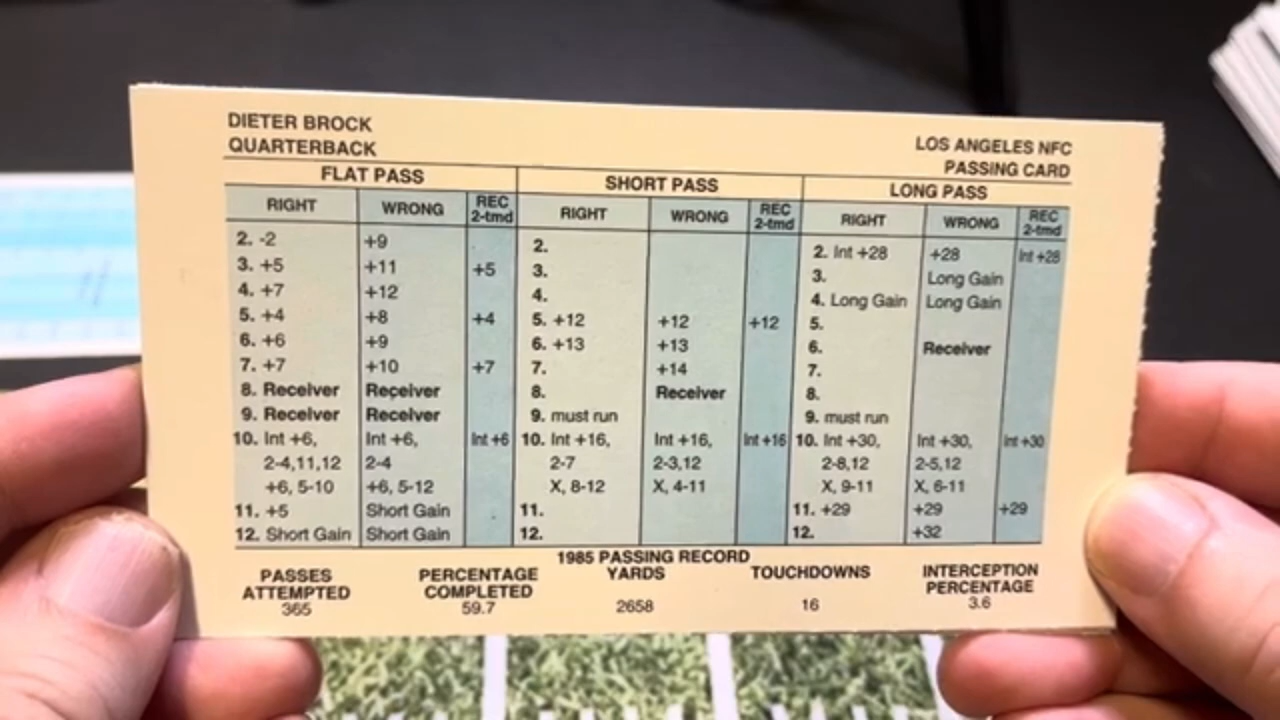 DIETER BROCK
QUARTERBACK
LOS ANGELES NFC
PASSING CARD
FLAT PASS SHORT PASS LONG PASS
RIGHT WRONG REC 2-tmd RIGHT WRONG REC 2-tmd RIGHT WRONG REC 2-tmd
2. -2 +9 2. 2. Int +28 +28 Int +28
3. +5 +11 +5 3. 3. Long Gain
4. +7 +12 4. 4. Long Gain Long Gain
5. +4 +8 +4 5. +12 +12 +12 5.
6. +6 +9 6. +13 +13 6. Receiver
7. +7 +10 +7 7. +14 7.
8. Receiver Receiver 8. Receiver 8.
9. Receiver Receiver 9. must run 9. must run
10. Int +6, Int +6, Int +6 10. Int +16, Int +16, Int +16 10. Int +30, Int +30, Int +30
2-4,11,12 2-4 2-7 2-3,12 2-8,12 2-5,12
+6, 5-10 +6, 5-12 X, 8-12 X, 4-11 X, 9-11 X, 6-11
11. +5 Short Gain 11. 11. +29 +29 +29
12. Short Gain Short Gain 12. 12. +32
1985 PASSING RECORD
PASSES ATTEMPTED PERCENTAGE COMPLETED YARDS TOUCHDOWNS INTERCEPTION PERCENTAGE
365 59.7 2658 16 3.6